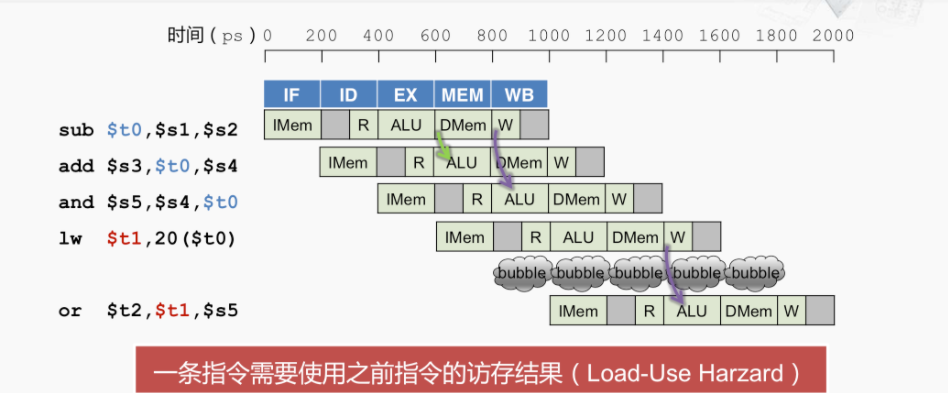 时间（ps） 0 200 400 600 800 1000 1200 1400 1600 1800 2000
IF ID EX MEM WB
sub $t0,$s1,$s2 IMem R ALU DMem W
add $s3,$t0,$s4 IMem R ALU DMem W
and $s5,$s4,$t0 IMem R ALU DMem W
lw $t1,20($t0) IMem R ALU DMem W
bubble bubble bubble bubble bubble
or $t2,$t1,$s5 IMem R ALU DMem W
一条指令需要使用之前指令的访存结果（Load-Use Harzard）